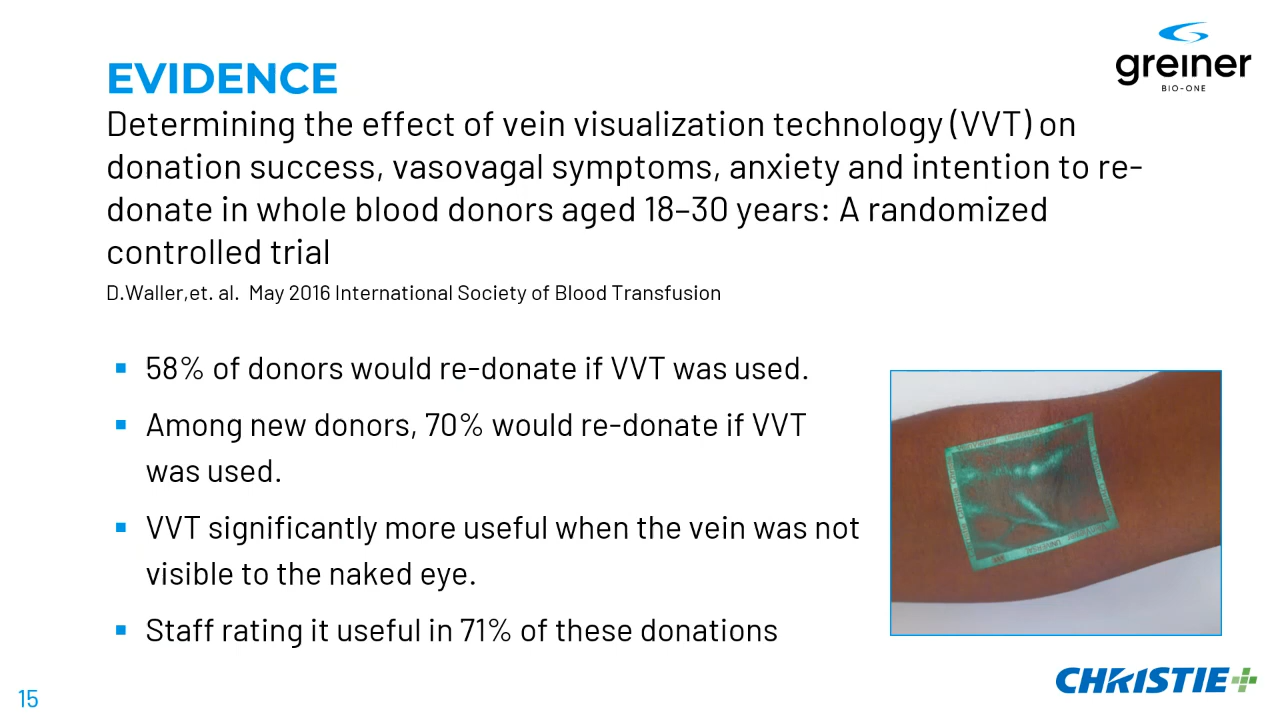 greiner
BIO-ONE
EVIDENCE
Determining the effect of vein visualization technology (VVT) on
donation success, vasovagal symptoms, anxiety and intention to re-
donate in whole blood donors aged 18–30 years: A randomized
controlled trial
D.Waller,et. al.  May 2016 International Society of Blood Transfusion
▪ 58% of donors would re-donate if VVT was used.
▪ Among new donors, 70% would re-donate if VVT
was used.
▪ VVT significantly more useful when the vein was not
visible to the naked eye.
▪ Staff rating it useful in 71% of these donations
CHRISTIE+
15